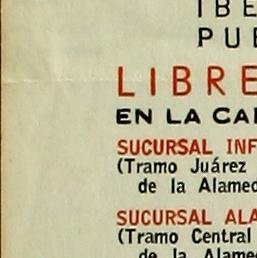 IBE
PUE
LIBRE
EN LA CA
SUCURSAL INF
(Tramo Juárez
de la Alamed
SUCURSAL ALA
(Tramo Central
de la Alame